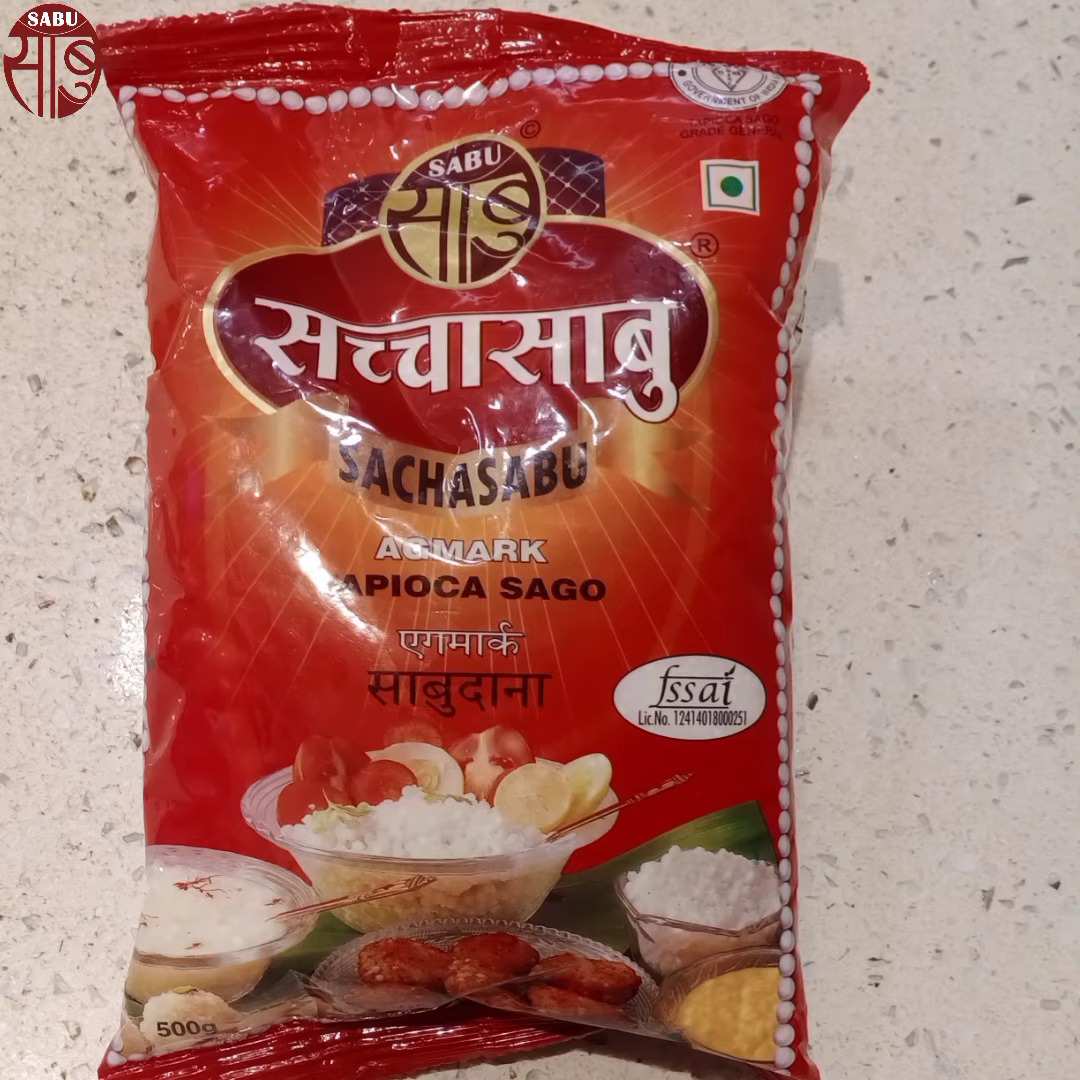 SABU
साबु
GOVERNMENT OF INDIA
TAPIOCA SAGO
GRADE GENERAL
©
SABU
साबु
®
सच्चासाबु
SACHASABU
AGMARK
APIOCA SAGO
एगमार्क
साबुदाना
fssai
Lic.No. 12414018000251
500g